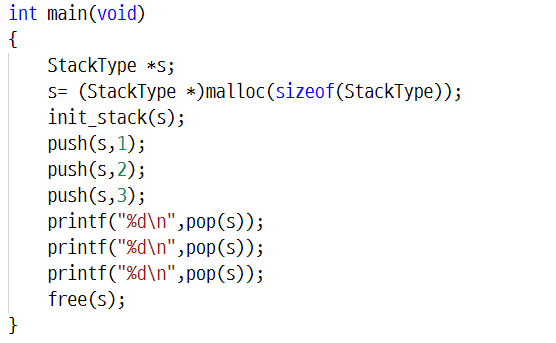 int main(void)
{
    StackType *s;
    s= (StackType *)malloc(sizeof(StackType));
    init_stack(s);
    push(s,1);
    push(s,2);
    push(s,3);
    printf("%d\n",pop(s));
    printf("%d\n",pop(s));
    printf("%d\n",pop(s));
    free(s);
}